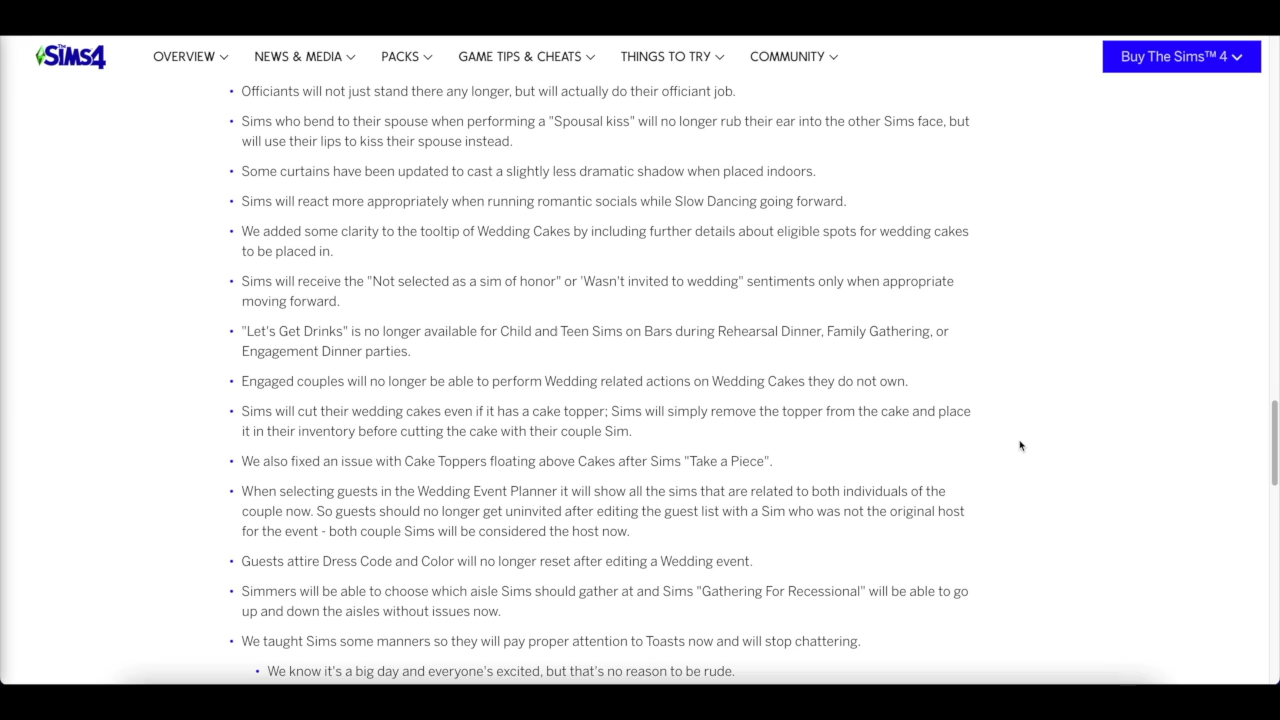 The Sims4
OVERVIEW
NEWS & MEDIA
PACKS
GAME TIPS & CHEATS
THINGS TO TRY
COMMUNITY
Buy The Sims™ 4
• Officiants will not just stand there any longer, but will actually do their officiant job.
• Sims who bend to their spouse when performing a "Spousal kiss" will no longer rub their ear into the other Sims face, but
will use their lips to kiss their spouse instead.
• Some curtains have been updated to cast a slightly less dramatic shadow when placed indoors.
• Sims will react more appropriately when running romantic socials while Slow Dancing going forward.
• We added some clarity to the tooltip of Wedding Cakes by including further details about eligible spots for wedding cakes
to be placed in.
• Sims will receive the "Not selected as a sim of honor" or 'Wasn't invited to wedding" sentiments only when appropriate
moving forward.
• "Let's Get Drinks" is no longer available for Child and Teen Sims on Bars during Rehearsal Dinner, Family Gathering, or
Engagement Dinner parties.
• Engaged couples will no longer be able to perform Wedding related actions on Wedding Cakes they do not own.
• Sims will cut their wedding cakes even if it has a cake topper; Sims will simply remove the topper from the cake and place
it in their inventory before cutting the cake with their couple Sim.
• We also fixed an issue with Cake Toppers floating above Cakes after Sims "Take a Piece".
• When selecting guests in the Wedding Event Planner it will show all the sims that are related to both individuals of the
couple now. So guests should no longer get uninvited after editing the guest list with a Sim who was not the original host
for the event - both couple Sims will be considered the host now.
• Guests attire Dress Code and Color will no longer reset after editing a Wedding event.
• Simmers will be able to choose which aisle Sims should gather at and Sims "Gathering For Recessional" will be able to go
up and down the aisles without issues now.
• We taught Sims some manners so they will pay proper attention to Toasts now and will stop chattering.
• We know it's a big day and everyone's excited, but that's no reason to be rude.